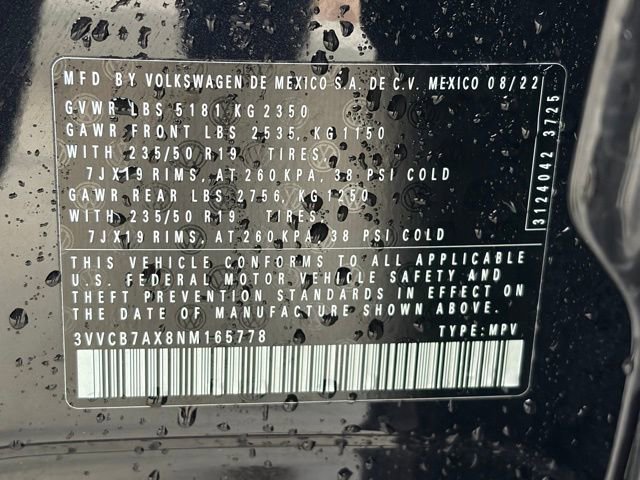 MFD BY VOLKSWAGEN DE MEXICO S.A. DE C.V. MEXICO 08/22
GVWR LBS 5181 KG 2350
GAWR FRONT LBS 2535, KG1150
WITH 235/50 R19 TIRES,
7JX19 RIMS, AT 260 KPA, 38 PSI COLD
GAWR REAR LBS 2756, KG1250
WITH 235/50 R19 TIRES,
7JX19 RIMS, AT 260 KPA, 38 PSI COLD
THIS VEHICLE CONFORMS TO ALL APPLICABLE
U.S. FEDERAL MOTOR VEHICLE SAFETY AND
THEFT PREVENTION STANDARDS IN EFFECT ON
THE DATE OF MANUFACTURE SHOWN ABOVE.
3VVCB7AX8NM165778 TYPE: MPV
3124042 3725